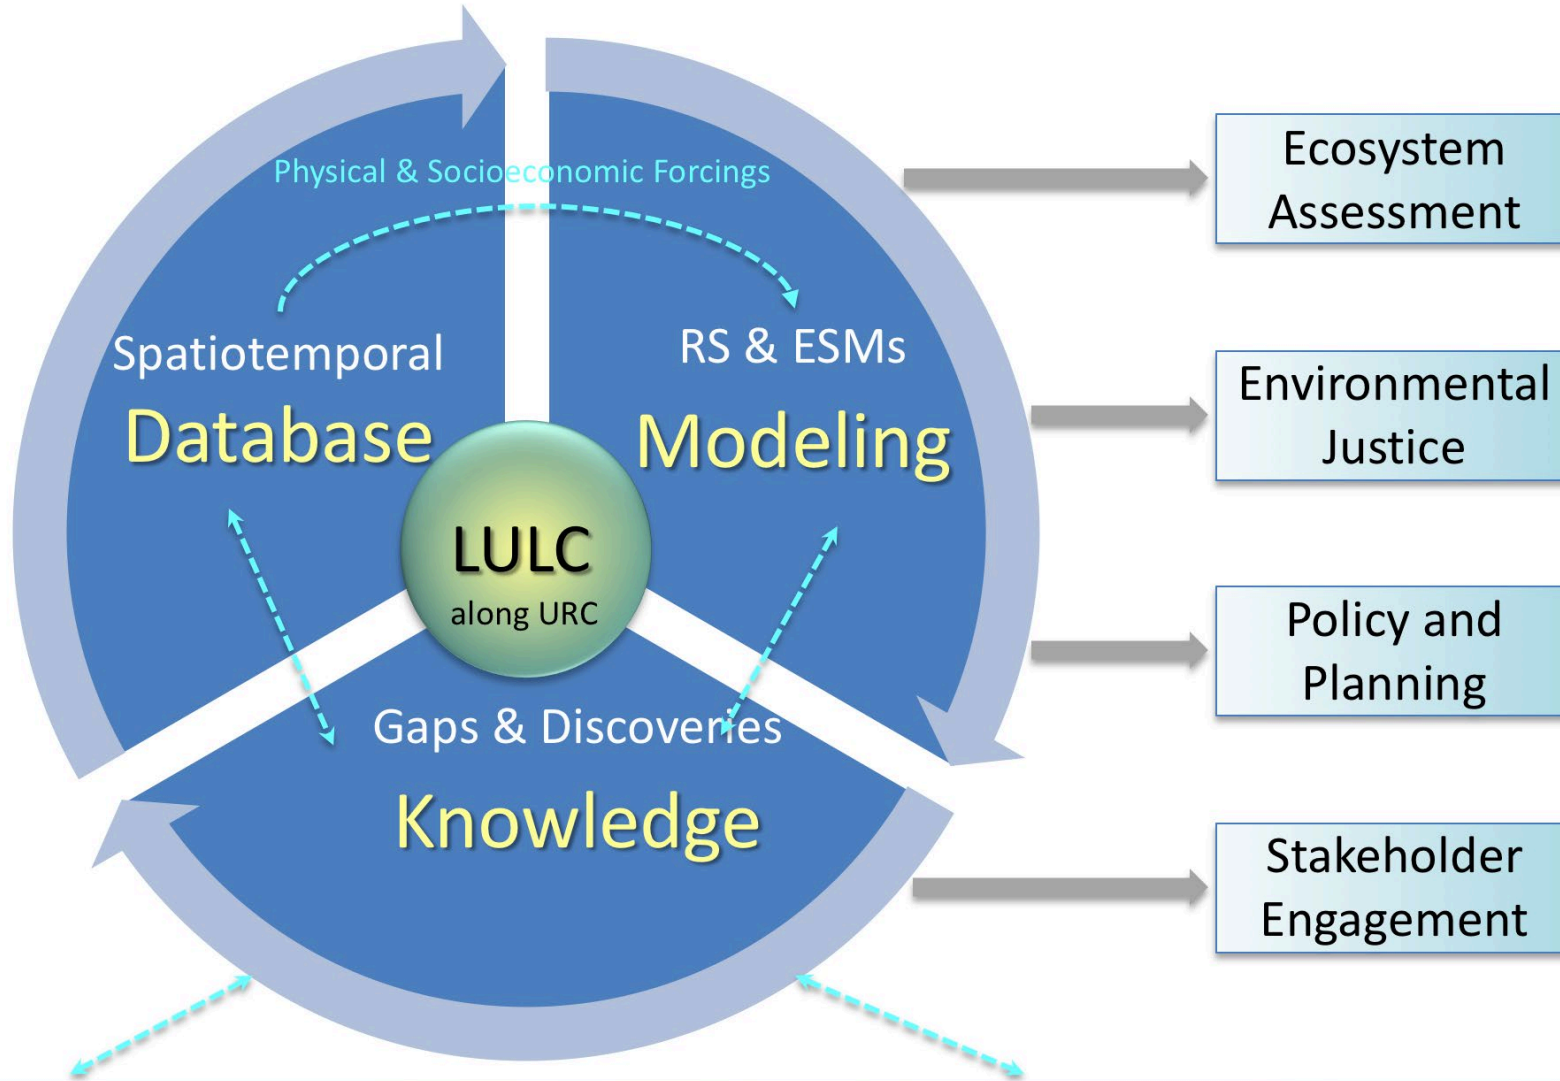 Physical & Socioeconomic Forcings
Spatiotemporal
Database
RS & ESMs
Modeling
LULC
along URC
Gaps & Discoveries
Knowledge
Ecosystem
Assessment
Environmental
Justice
Policy and
Planning
Stakeholder
Engagement